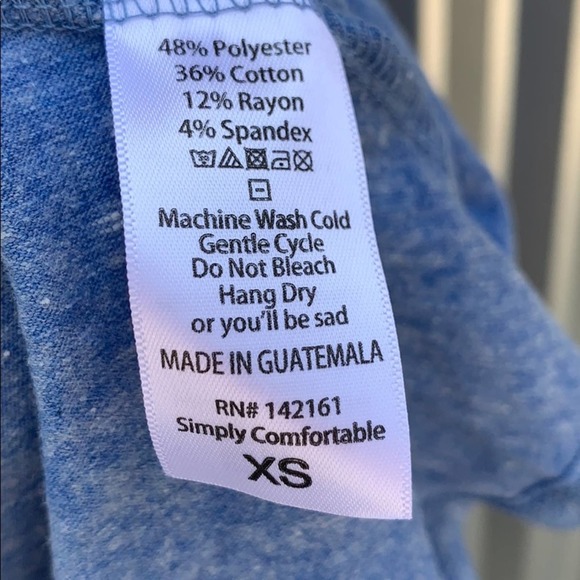 48% Polyester
36% Cotton
12% Rayon
4% Spandex
Machine Wash Cold
Gentle Cycle
Do Not Bleach
Hang Dry
or you'll be sad
MADE IN GUATEMALA
RN# 142161
Simply Comfortable
XS